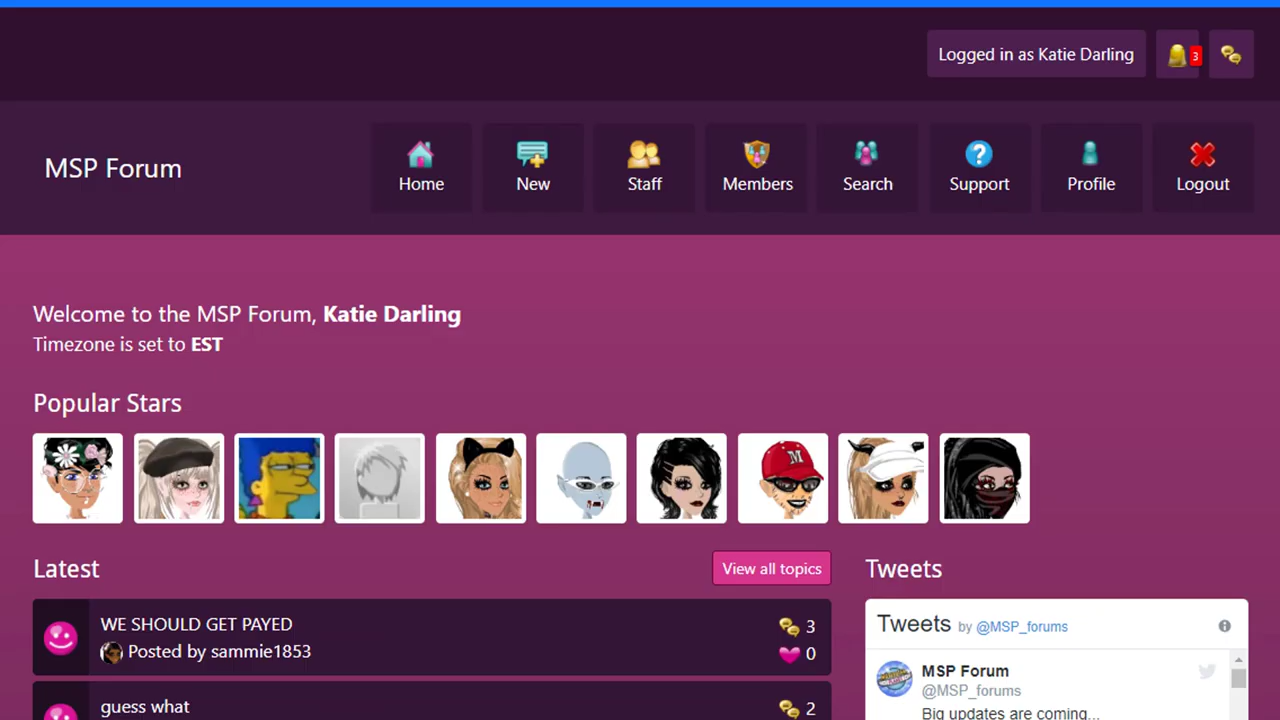 Logged in as Katie Darling
3
MSP Forum
Home
New
Staff
Members
Search
Support
Profile
Logout
Welcome to the MSP Forum, Katie Darling
Timezone is set to EST
Popular Stars
M
Latest
View all topics
Tweets
WE SHOULD GET PAYED
3
Posted by sammie1853
0
Tweets by @MSP_forums
MSP Forum
@MSP_forums
Big updates are coming...
guess what
2